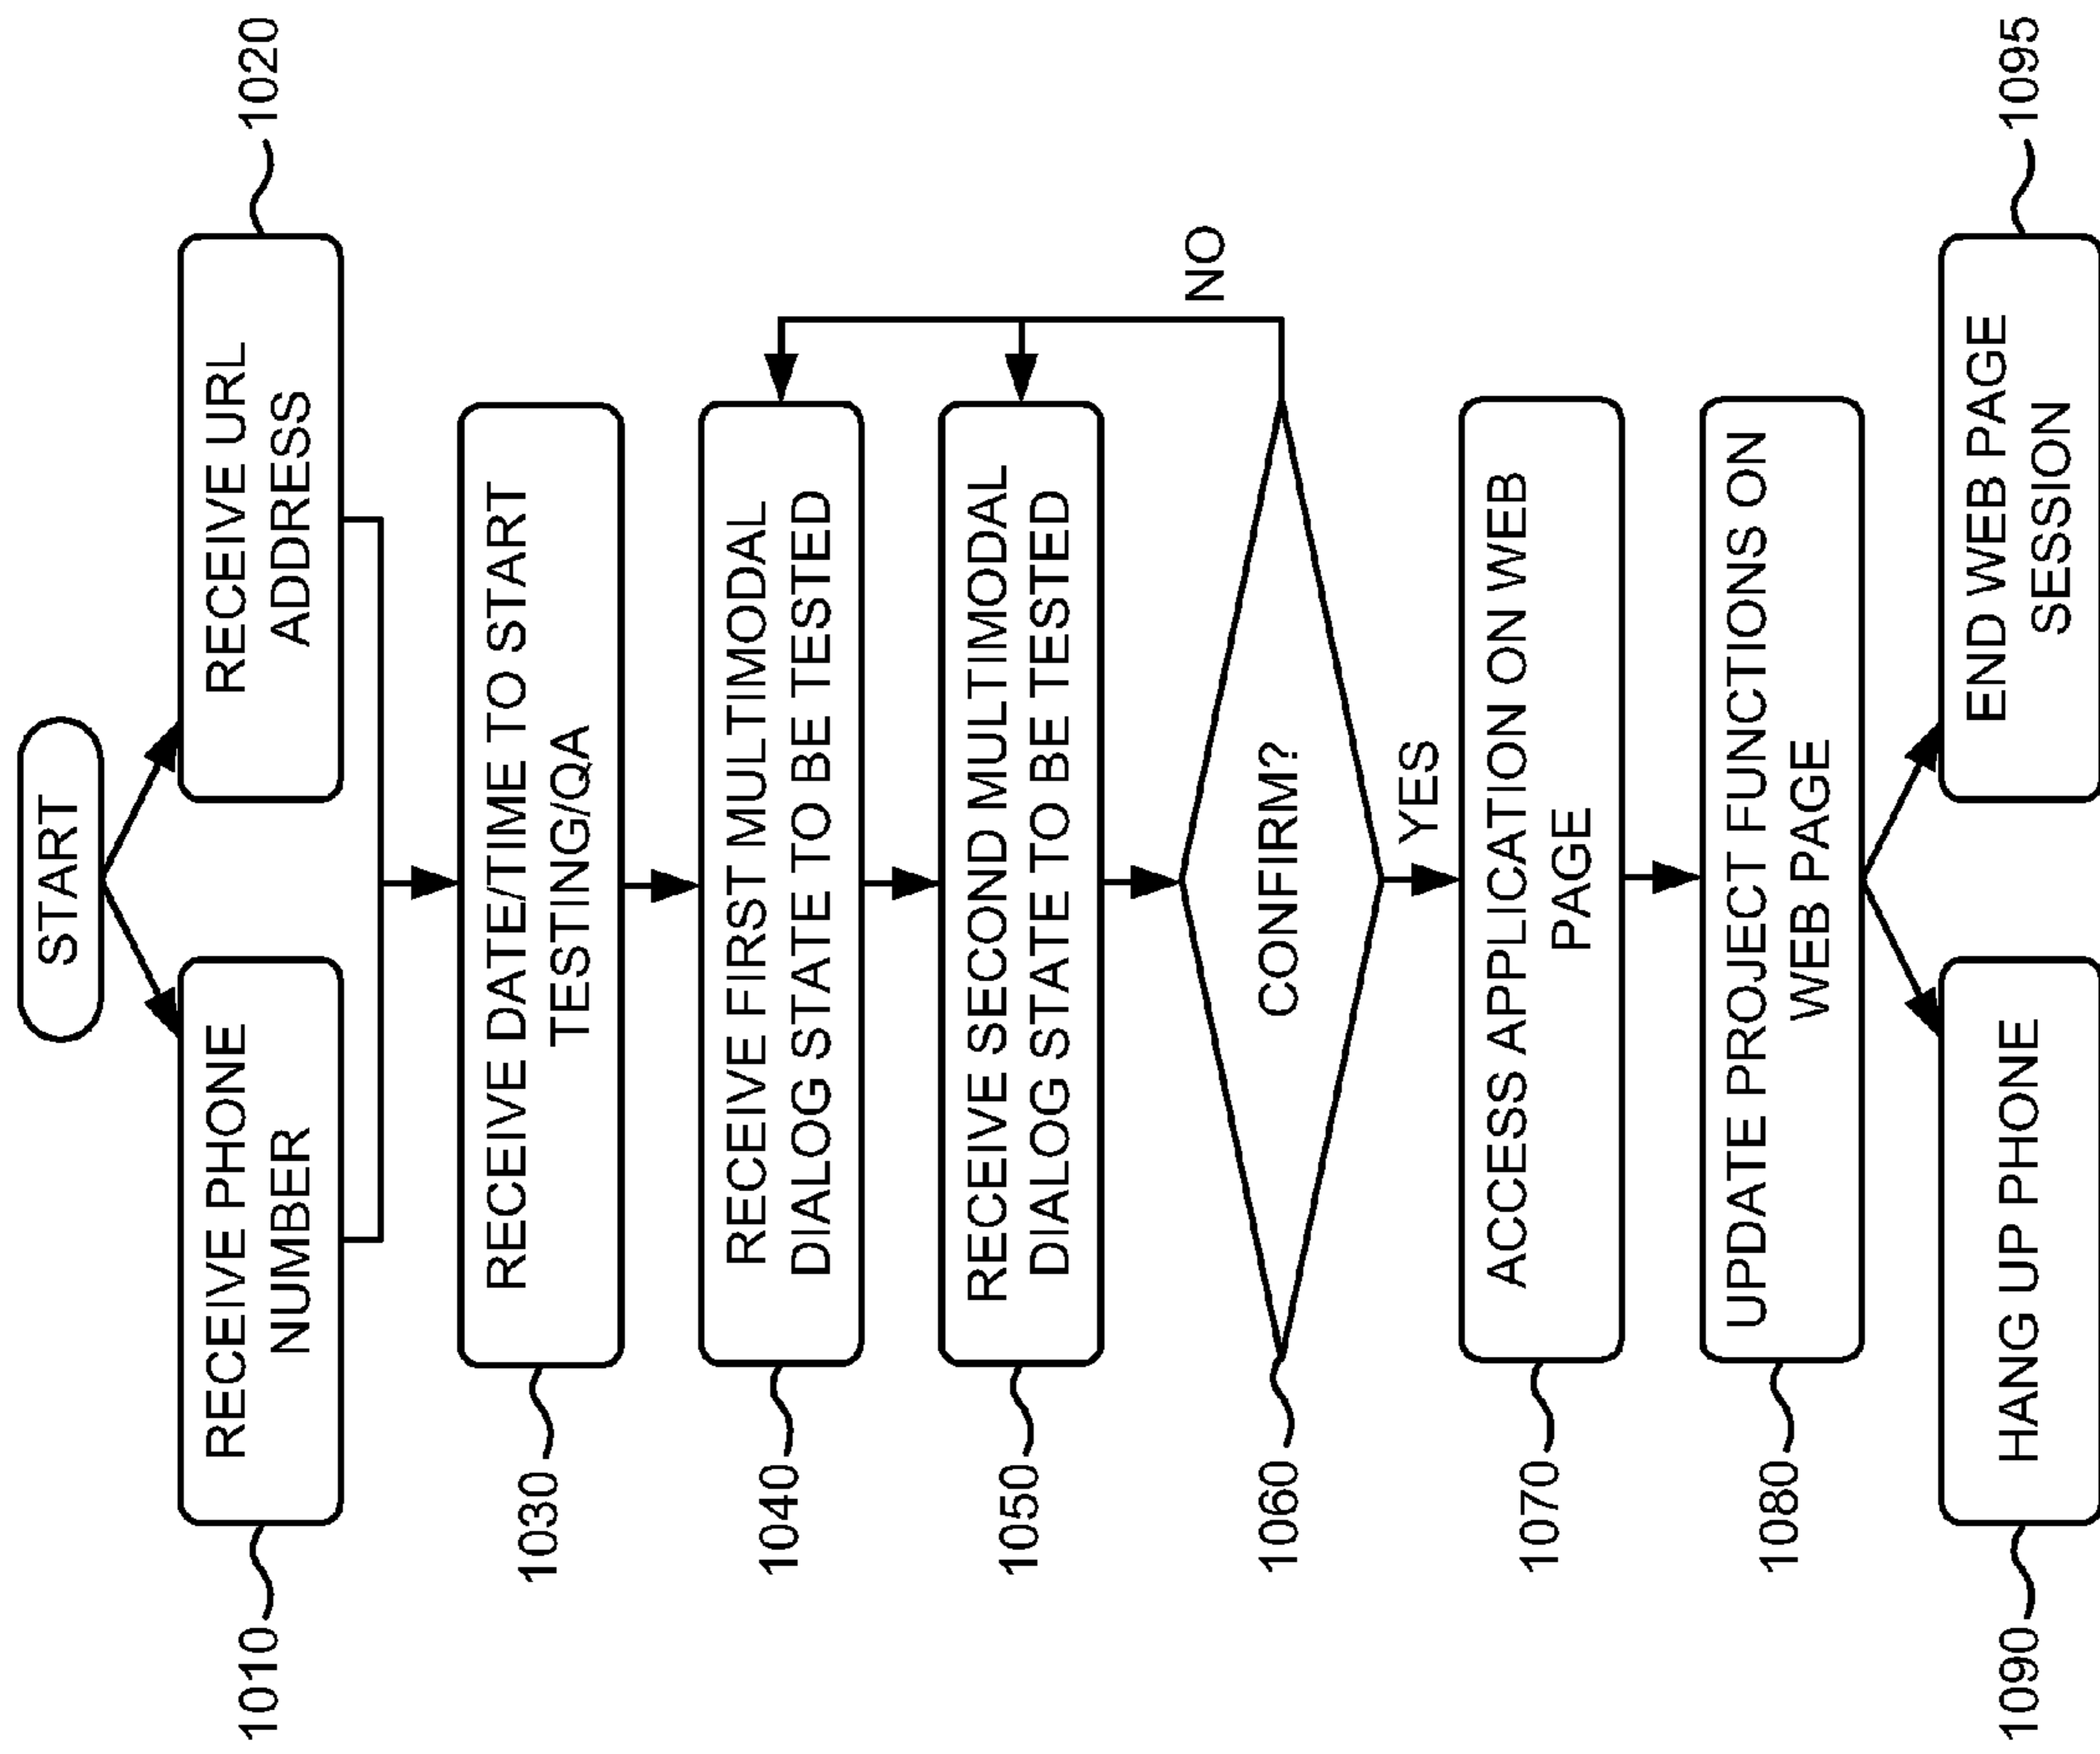 START
1010
RECEIVE PHONE
NUMBER
RECEIVE URL
ADDRESS
1020
1030
RECEIVE DATE/TIME TO START
TESTING/QA
1040
RECEIVE FIRST MULTIMODAL
DIALOG STATE TO BE TESTED
1050
RECEIVE SECOND MULTIMODAL
DIALOG STATE TO BE TESTED
1060
CONFIRM?
NO
YES
1070
ACCESS APPLICATION ON WEB
PAGE
1080
UPDATE PROJECT FUNCTIONS ON
WEB PAGE
1090
HANG UP PHONE
END WEB PAGE
SESSION
1095